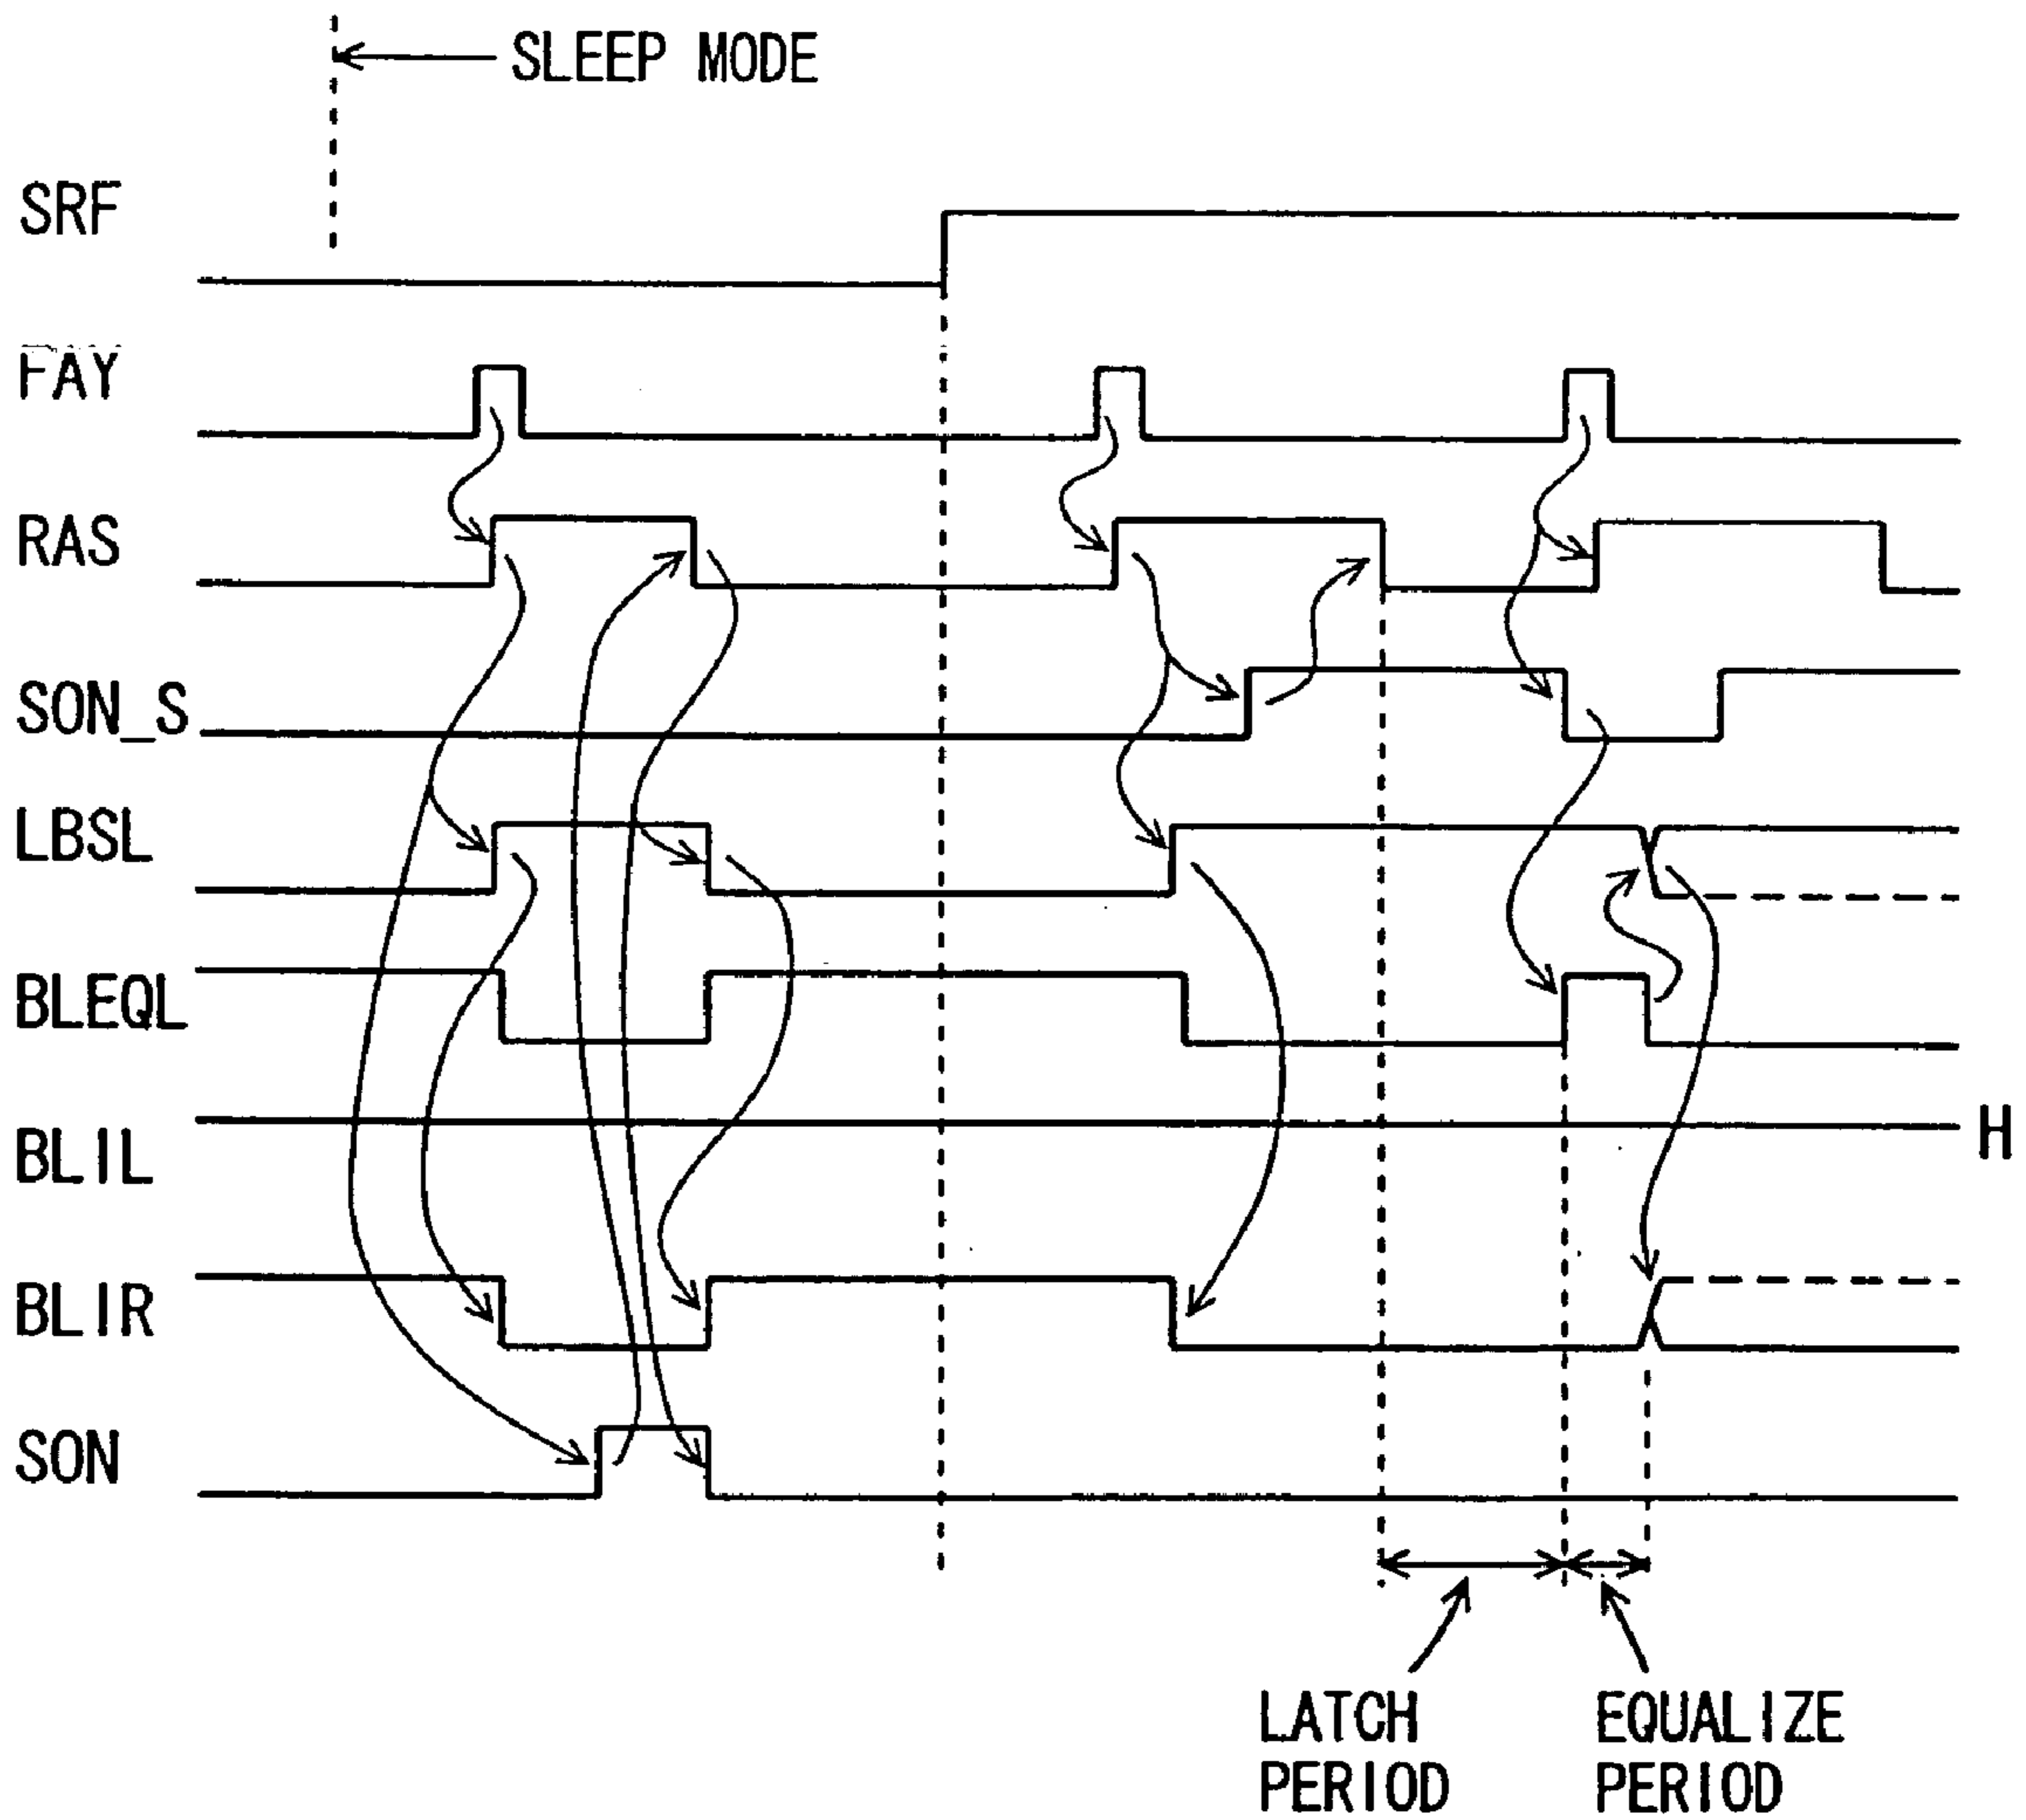 SLEEP MODE
SRF
FAY
RAS
SON_S
LBSL
BLEQL
BLIL H
BLIR
SON
LATCH EQUALIZE
PERIOD PERIOD